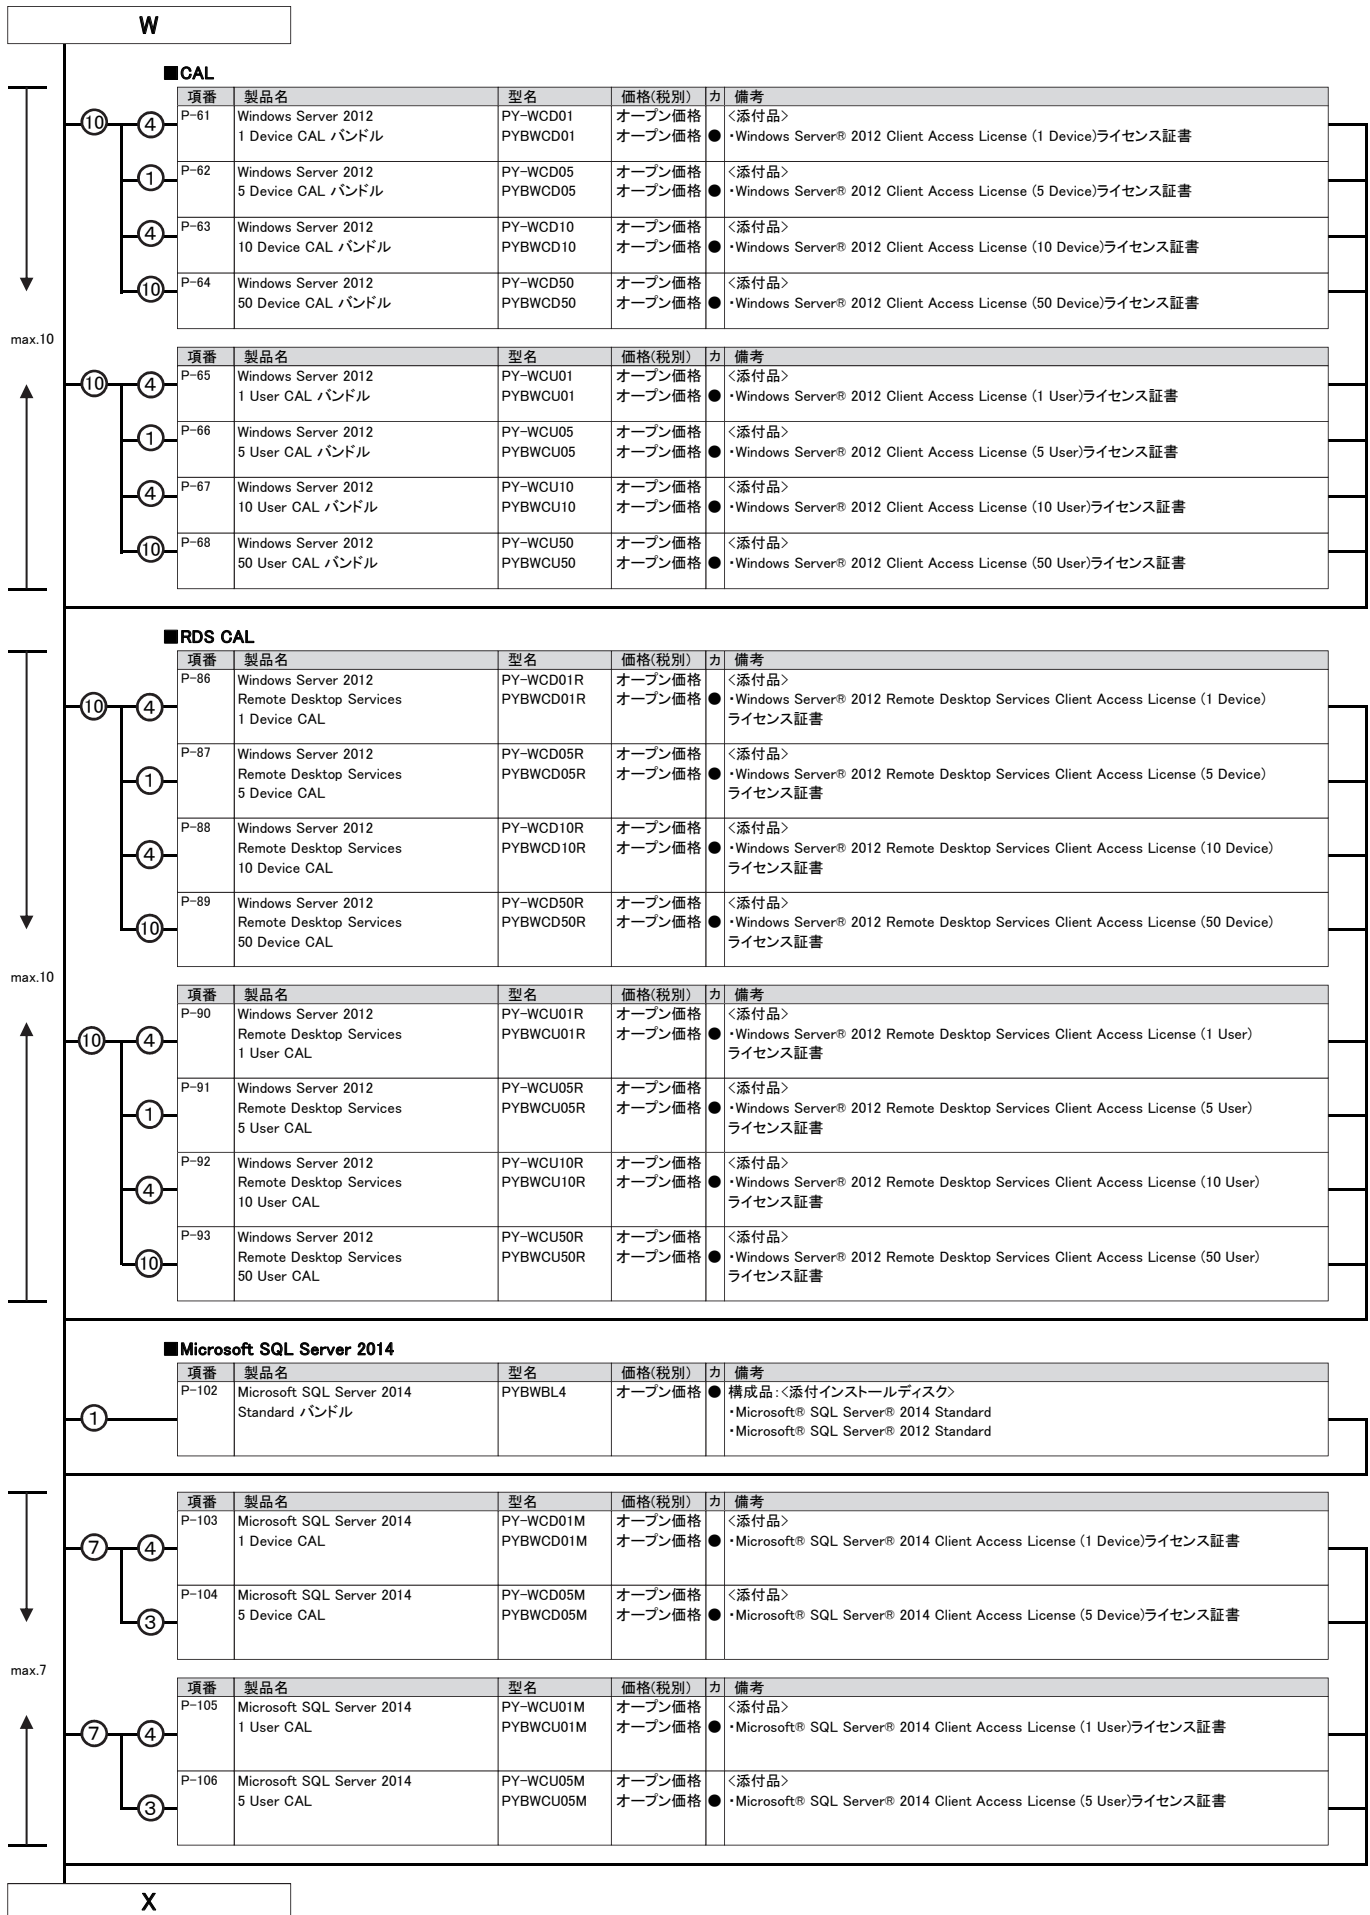 W
■CAL
項番 製品名 型名 価格(税別) カ 備考
⑩ ④ P-61 Windows Server 2012 PY-WCD01 オープン価格 <添付品>
1 Device CAL バンドル PYBWCD01 オープン価格 ● ・Windows Server® 2012 Client Access License (1 Device)ライセンス証書
① P-62 Windows Server 2012 PY-WCD05 オープン価格 <添付品>
5 Device CAL バンドル PYBWCD05 オープン価格 ● ・Windows Server® 2012 Client Access License (5 Device)ライセンス証書
④ P-63 Windows Server 2012 PY-WCD10 オープン価格 <添付品>
10 Device CAL バンドル PYBWCD10 オープン価格 ● ・Windows Server® 2012 Client Access License (10 Device)ライセンス証書
⑩ P-64 Windows Server 2012 PY-WCD50 オープン価格 <添付品>
50 Device CAL バンドル PYBWCD50 オープン価格 ● ・Windows Server® 2012 Client Access License (50 Device)ライセンス証書
max.10
項番 製品名 型名 価格(税別) カ 備考
⑩ ④ P-65 Windows Server 2012 PY-WCU01 オープン価格 <添付品>
1 User CAL バンドル PYBWCU01 オープン価格 ● ・Windows Server® 2012 Client Access License (1 User)ライセンス証書
① P-66 Windows Server 2012 PY-WCU05 オープン価格 <添付品>
5 User CAL バンドル PYBWCU05 オープン価格 ● ・Windows Server® 2012 Client Access License (5 User)ライセンス証書
④ P-67 Windows Server 2012 PY-WCU10 オープン価格 <添付品>
10 User CAL バンドル PYBWCU10 オープン価格 ● ・Windows Server® 2012 Client Access License (10 User)ライセンス証書
⑩ P-68 Windows Server 2012 PY-WCU50 オープン価格 <添付品>
50 User CAL バンドル PYBWCU50 オープン価格 ● ・Windows Server® 2012 Client Access License (50 User)ライセンス証書
■RDS CAL
項番 製品名 型名 価格(税別) カ 備考
P-86 Windows Server 2012 PY-WCD01R オープン価格 <添付品>
⑩ ④ Remote Desktop Services PYBWCD01R オープン価格 ● ・Windows Server® 2012 Remote Desktop Services Client Access License (1 Device)
1 Device CAL ライセンス証書
P-87 Windows Server 2012 PY-WCD05R オープン価格 <添付品>
① Remote Desktop Services PYBWCD05R オープン価格 ● ・Windows Server® 2012 Remote Desktop Services Client Access License (5 Device)
5 Device CAL ライセンス証書
P-88 Windows Server 2012 PY-WCD10R オープン価格 <添付品>
④ Remote Desktop Services PYBWCD10R オープン価格 ● ・Windows Server® 2012 Remote Desktop Services Client Access License (10 Device)
10 Device CAL ライセンス証書
P-89 Windows Server 2012 PY-WCD50R オープン価格 <添付品>
⑩ Remote Desktop Services PYBWCD50R オープン価格 ● ・Windows Server® 2012 Remote Desktop Services Client Access License (50 Device)
50 Device CAL ライセンス証書
max.10
項番 製品名 型名 価格(税別) カ 備考
P-90 Windows Server 2012 PY-WCU01R オープン価格 <添付品>
⑩ ④ Remote Desktop Services PYBWCU01R オープン価格 ● ・Windows Server® 2012 Remote Desktop Services Client Access License (1 User)
1 User CAL ライセンス証書
P-91 Windows Server 2012 PY-WCU05R オープン価格 <添付品>
① Remote Desktop Services PYBWCU05R オープン価格 ● ・Windows Server® 2012 Remote Desktop Services Client Access License (5 User)
5 User CAL ライセンス証書
P-92 Windows Server 2012 PY-WCU10R オープン価格 <添付品>
④ Remote Desktop Services PYBWCU10R オープン価格 ● ・Windows Server® 2012 Remote Desktop Services Client Access License (10 User)
10 User CAL ライセンス証書
P-93 Windows Server 2012 PY-WCU50R オープン価格 <添付品>
⑩ Remote Desktop Services PYBWCU50R オープン価格 ● ・Windows Server® 2012 Remote Desktop Services Client Access License (50 User)
50 User CAL ライセンス証書
■Microsoft SQL Server 2014
項番 製品名 型名 価格(税別) カ 備考
P-102 Microsoft SQL Server 2014 PYBWBL4 オープン価格 ● 構成品:<添付インストールディスク>
① Standard バンドル ・Microsoft® SQL Server® 2014 Standard
・Microsoft® SQL Server® 2012 Standard
項番 製品名 型名 価格(税別) カ 備考
P-103 Microsoft SQL Server 2014 PY-WCD01M オープン価格 <添付品>
⑦ ④ 1 Device CAL PYBWCD01M オープン価格 ● ・Microsoft® SQL Server® 2014 Client Access License (1 Device)ライセンス証書
P-104 Microsoft SQL Server 2014 PY-WCD05M オープン価格 <添付品>
③ 5 Device CAL PYBWCD05M オープン価格 ● ・Microsoft® SQL Server® 2014 Client Access License (5 Device)ライセンス証書
max.7
項番 製品名 型名 価格(税別) カ 備考
P-105 Microsoft SQL Server 2014 PY-WCU01M オープン価格 <添付品>
⑦ ④ 1 User CAL PYBWCU01M オープン価格 ● ・Microsoft® SQL Server® 2014 Client Access License (1 User)ライセンス証書
P-106 Microsoft SQL Server 2014 PY-WCU05M オープン価格 <添付品>
③ 5 User CAL PYBWCU05M オープン価格 ● ・Microsoft® SQL Server® 2014 Client Access License (5 User)ライセンス証書
X